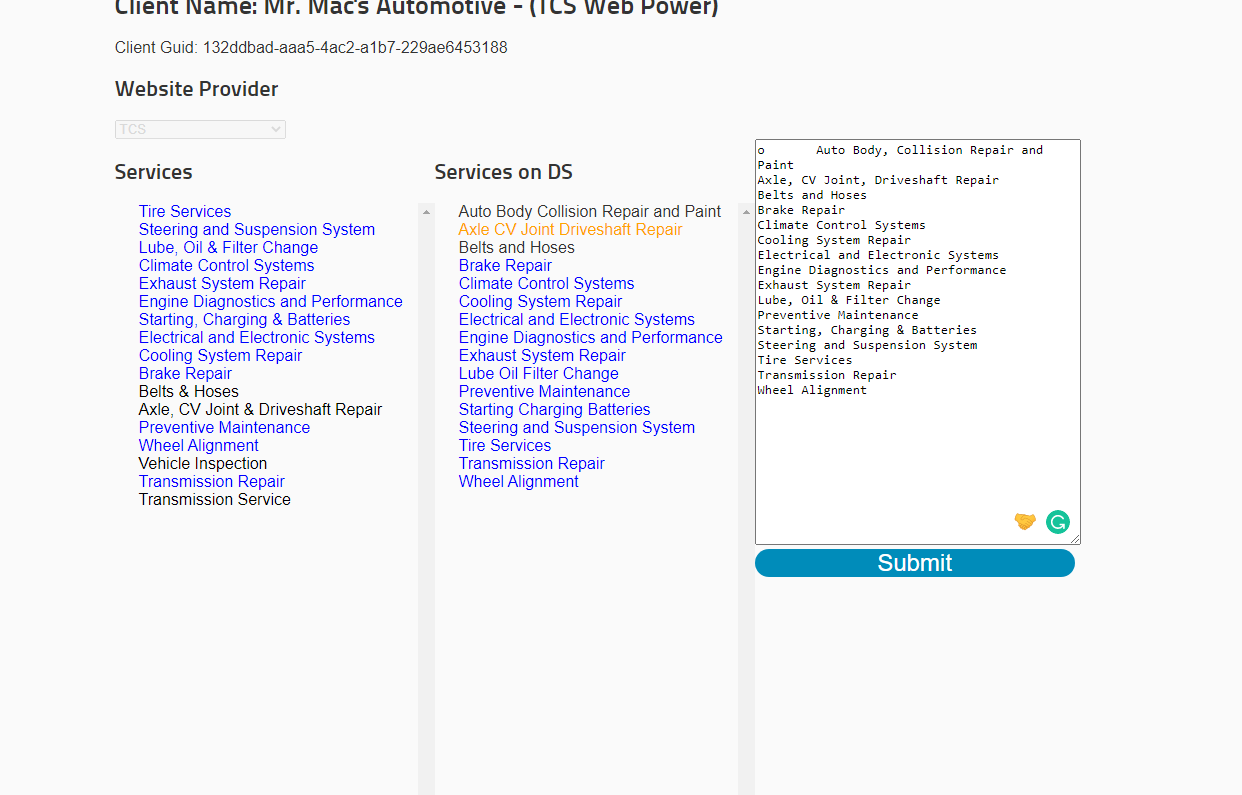 Client Name: Mr. Mac's Automotive - (TCS Web Power)
Client Guid: 132ddbad-aaa5-4ac2-a1b7-229ae6453188
Website Provider
TCS
Services
Tire Services
Steering and Suspension System
Lube, Oil & Filter Change
Climate Control Systems
Exhaust System Repair
Engine Diagnostics and Performance
Starting, Charging & Batteries
Electrical and Electronic Systems
Cooling System Repair
Brake Repair
Belts & Hoses
Axle, CV Joint & Driveshaft Repair
Preventive Maintenance
Wheel Alignment
Vehicle Inspection
Transmission Repair
Transmission Service
Services on DS
Auto Body Collision Repair and Paint
Axle CV Joint Driveshaft Repair
Belts and Hoses
Brake Repair
Climate Control Systems
Cooling System Repair
Electrical and Electronic Systems
Engine Diagnostics and Performance
Exhaust System Repair
Lube Oil Filter Change
Preventive Maintenance
Starting Charging Batteries
Steering and Suspension System
Tire Services
Transmission Repair
Wheel Alignment
o Auto Body, Collision Repair and
Paint
Axle, CV Joint, Driveshaft Repair
Belts and Hoses
Brake Repair
Climate Control Systems
Cooling System Repair
Electrical and Electronic Systems
Engine Diagnostics and Performance
Exhaust System Repair
Lube, Oil & Filter Change
Preventive Maintenance
Starting, Charging & Batteries
Steering and Suspension System
Tire Services
Transmission Repair
Wheel Alignment
Submit